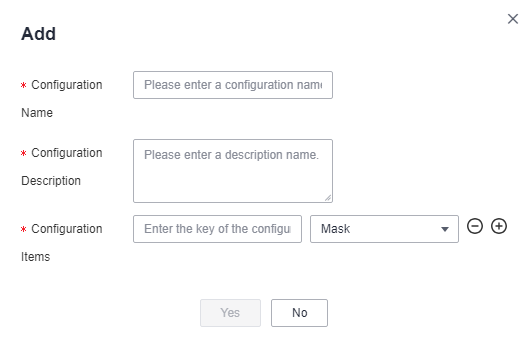 Add
* Configuration
Name
Please enter a configuration name
* Configuration
Description
Please enter a description name.
* Configuration
Items
Enter the key of the configu
Mask
Yes
No